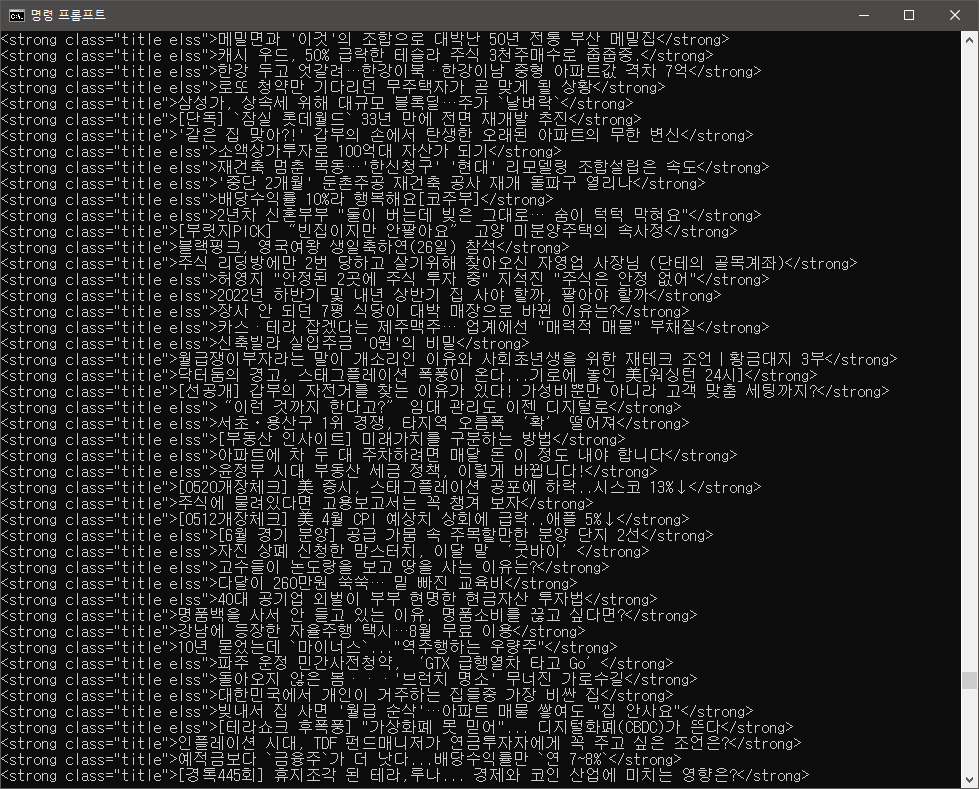 명령 프롬프트
<strong class="title elss">메밀면과 '이것'의 조합으로 대박난 50년 전통 부산 메밀집</strong>
<strong class="title elss">캐시 우드, 50% 급락한 테슬라 주식 3천주매수로 줍줍중.</strong>
<strong class="title elss">한강 두고 엇갈려…한강이북·한강이남 중형 아파트값 격차 7억</strong>
<strong class="title elss">로또 청약만 기다리던 무주택자가 곧 맞게 될 상황</strong>
<strong class="title">삼성가, 상속세 위해 대규모 블록딜…주가 `날벼락`</strong>
<strong class="title">[단독] `잠실 롯데월드` 33년 만에 전면 재개발 추진</strong>
<strong class="title">'같은 집 맞아?!' 갑부의 손에서 탄생한 오래된 아파트의 무한 변신</strong>
<strong class="title elss">소액상가투자로 100억대 자산가 되기</strong>
<strong class="title elss">재건축 멈춘 목동…'한신청구' '현대' 리모델링 조합설립은 속도</strong>
<strong class="title elss">'중단 2개월' 둔촌주공 재건축 공사 재개 돌파구 열리나</strong>
<strong class="title elss">배당수익률 10%라 행복해요[코주부]</strong>
<strong class="title elss">2년차 신혼부부 "둘이 버는데 빚은 그대로… 숨이 턱턱 막혀요"</strong>
<strong class="title">[부릿지PICK] “빈집이지만 안팔아요” 고양 미분양주택의 속사정</strong>
<strong class="title">블랙핑크, 영국여왕 생일축하연(26일) 참석</strong>
<strong class="title">주식 리딩방에만 2번 당하고 살기위해 찾아오신 자영업 사장님 (단테의 골목계좌)</strong>
<strong class="title elss">허영지 "안정된 2곳에 주식 투자 중" 지석진 "주식은 안정 없어"</strong>
<strong class="title elss">2022년 하반기 및 내년 상반기 집 사야 할까, 팔아야 할까</strong>
<strong class="title elss">장사 안 되던 7평 식당이 대박 매장으로 바뀐 이유는?</strong>
<strong class="title elss">카스·테라 잡겠다는 제주맥주… 업계에선 "매력적 매물" 부채질</strong>
<strong class="title">신축빌라 실입주금 '0원'의 비밀</strong>
<strong class="title">월급쟁이부자라는 말이 개소리인 이유와 사회초년생을 위한 재테크 조언ㅣ황금대지 3부</strong>
<strong class="title">닥터둠의 경고, 스태그플레이션 폭풍이 온다...기로에 놓인 美[워싱턴 24시]</strong>
<strong class="title">[선공개] 갑부의 자전거를 찾는 이유가 있다! 가성비뿐만 아니라 고객 맞춤 세팅까지?</strong>
<strong class="title elss"> “이런 것까지 한다고?” 임대 관리도 이젠 디지털로</strong>
<strong class="title elss">서초·용산구 1위 경쟁, 타지역 오름폭 ‘확’ 떨어져</strong>
<strong class="title elss">[부동산 인사이트] 미래가치를 구분하는 방법</strong>
<strong class="title elss">아파트에 차 두 대 주차하려면 매달 돈 이 정도 내야 합니다</strong>
<strong class="title elss">윤정부 시대 부동산 세금 정책, 이렇게 바뀝니다!</strong>
<strong class="title">[0520개장체크] 美 증시, 스태그플레이션 공포에 하락..시스코 13%↓</strong>
<strong class="title">주식에 물려있다면 고용보고서는 꼭 챙겨 보자</strong>
<strong class="title">[0512개장체크] 美 4월 CPI 예상치 상회에 급락..애플 5%↓</strong>
<strong class="title elss">[6월 경기 분양] 공급 가뭄 속 주목할만한 분양 단지 2선</strong>
<strong class="title elss">자진 상폐 신청한 맘스터치, 이달 말 ‘굿바이’</strong>
<strong class="title elss">고수들이 논도랑을 보고 땅을 사는 이유는?</strong>
<strong class="title elss">다달이 260만원 쑥쑥… 밑 빠진 교육비</strong>
<strong class="title elss">40대 공기업 외벌이 부부 현명한 현금자산 투자법</strong>
<strong class="title">명품백을 사서 안 들고 있는 이유, 명품소비를 끊고 싶다면?</strong>
<strong class="title">강남에 등장한 자율주행 택시…8월 무료 이용</strong>
<strong class="title">10년 묻었는데 `마이너스`..."역주행하는 우량주"</strong>
<strong class="title elss">파주 운정 민간사전청약, ‘GTX 급행열차 타고 Go’</strong>
<strong class="title elss">돌아오지 않은 봄···'브런치 명소' 무너진 가로수길</strong>
<strong class="title elss">대한민국에서 개인이 거주하는 집들중 가장 비싼 집</strong>
<strong class="title elss">빚내서 집 사면 '월급 순삭'…아파트 매물 쌓여도 "집 안사요"</strong>
<strong class="title">[테라쇼크 후폭풍] "가상화폐 못 믿어"... 디지털화폐(CBDC)가 뜬다</strong>
<strong class="title">인플레이션 시대, TDF 펀드매니저가 연금투자자에게 꼭 주고 싶은 조언은?</strong>
<strong class="title">예적금보다 `금융주`가 더 낫다...배당수익률만 `연 7~8%`</strong>
<strong class="title">[경록445회] 휴지조각 된 테라,루나... 경제와 코인 산업에 미치는 영향은?</strong>